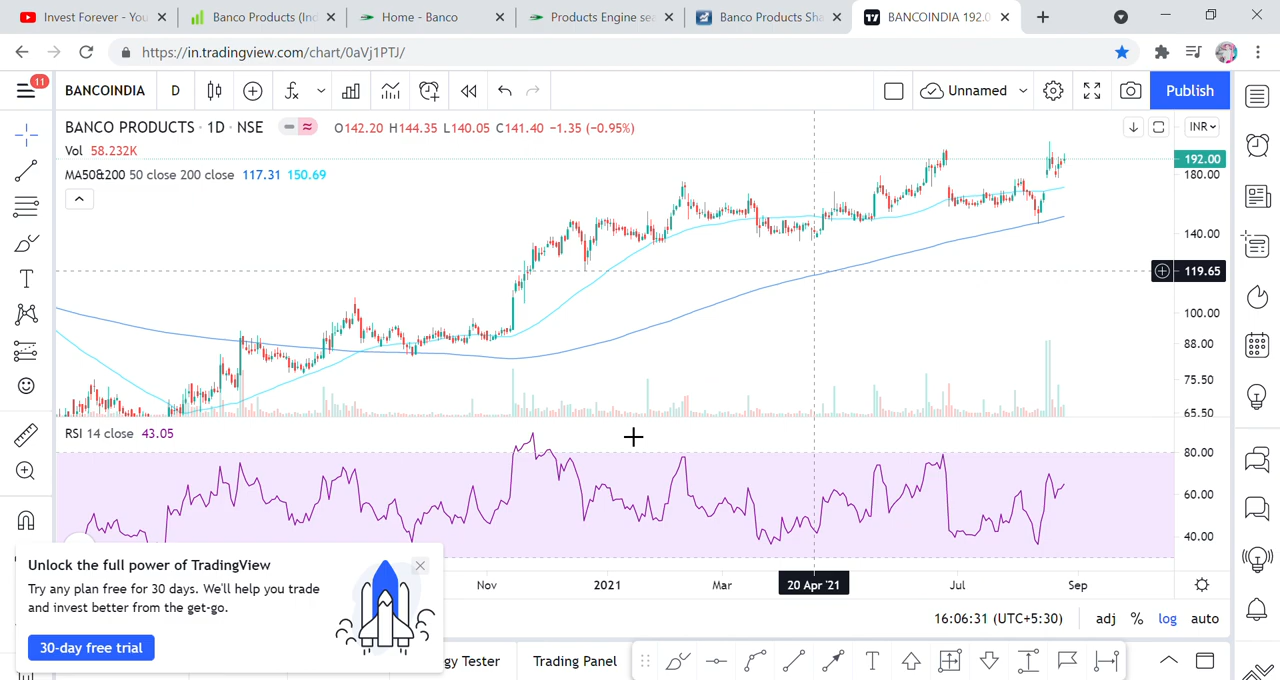 Invest Forever - You
Banco Products (Ind
Home - Banco
Products Engine sea
Banco Products Sha
BANCOINDIA 192.0
https://in.tradingview.com/chart/0aVj1PTJ/
11
BANCOINDIA
D
Unnamed
Publish
BANCO PRODUCTS · 1D · NSE
O142.20 H144.35 L140.05 C141.40 −1.35 (−0.95%)
INR
Vol 58.232K
MA50&200 50 close 200 close 117.31 150.69
192.00
180.00
140.00
119.65
100.00
88.00
75.50
65.50
RSI 14 close 43.05
80.00
60.00
40.00
Nov
2021
Mar
20 Apr '21
Jul
Sep
Unlock the full power of TradingView
Try any plan free for 30 days. We'll help you trade
and invest better from the get-go.
30-day free trial
16:06:31 (UTC+5:30)
adj
%
log
auto
gy Tester
Trading Panel